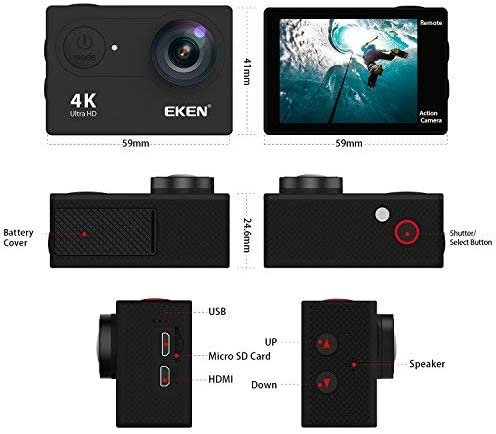 mode
4K
Ultra HD
EKEN
Remote
Action
Camera
41mm
59mm
59mm
Battery
Cover
24.6mm
Shutter/
Select Button
USB
Micro SD Card
HDMI
UP
Down
Speaker